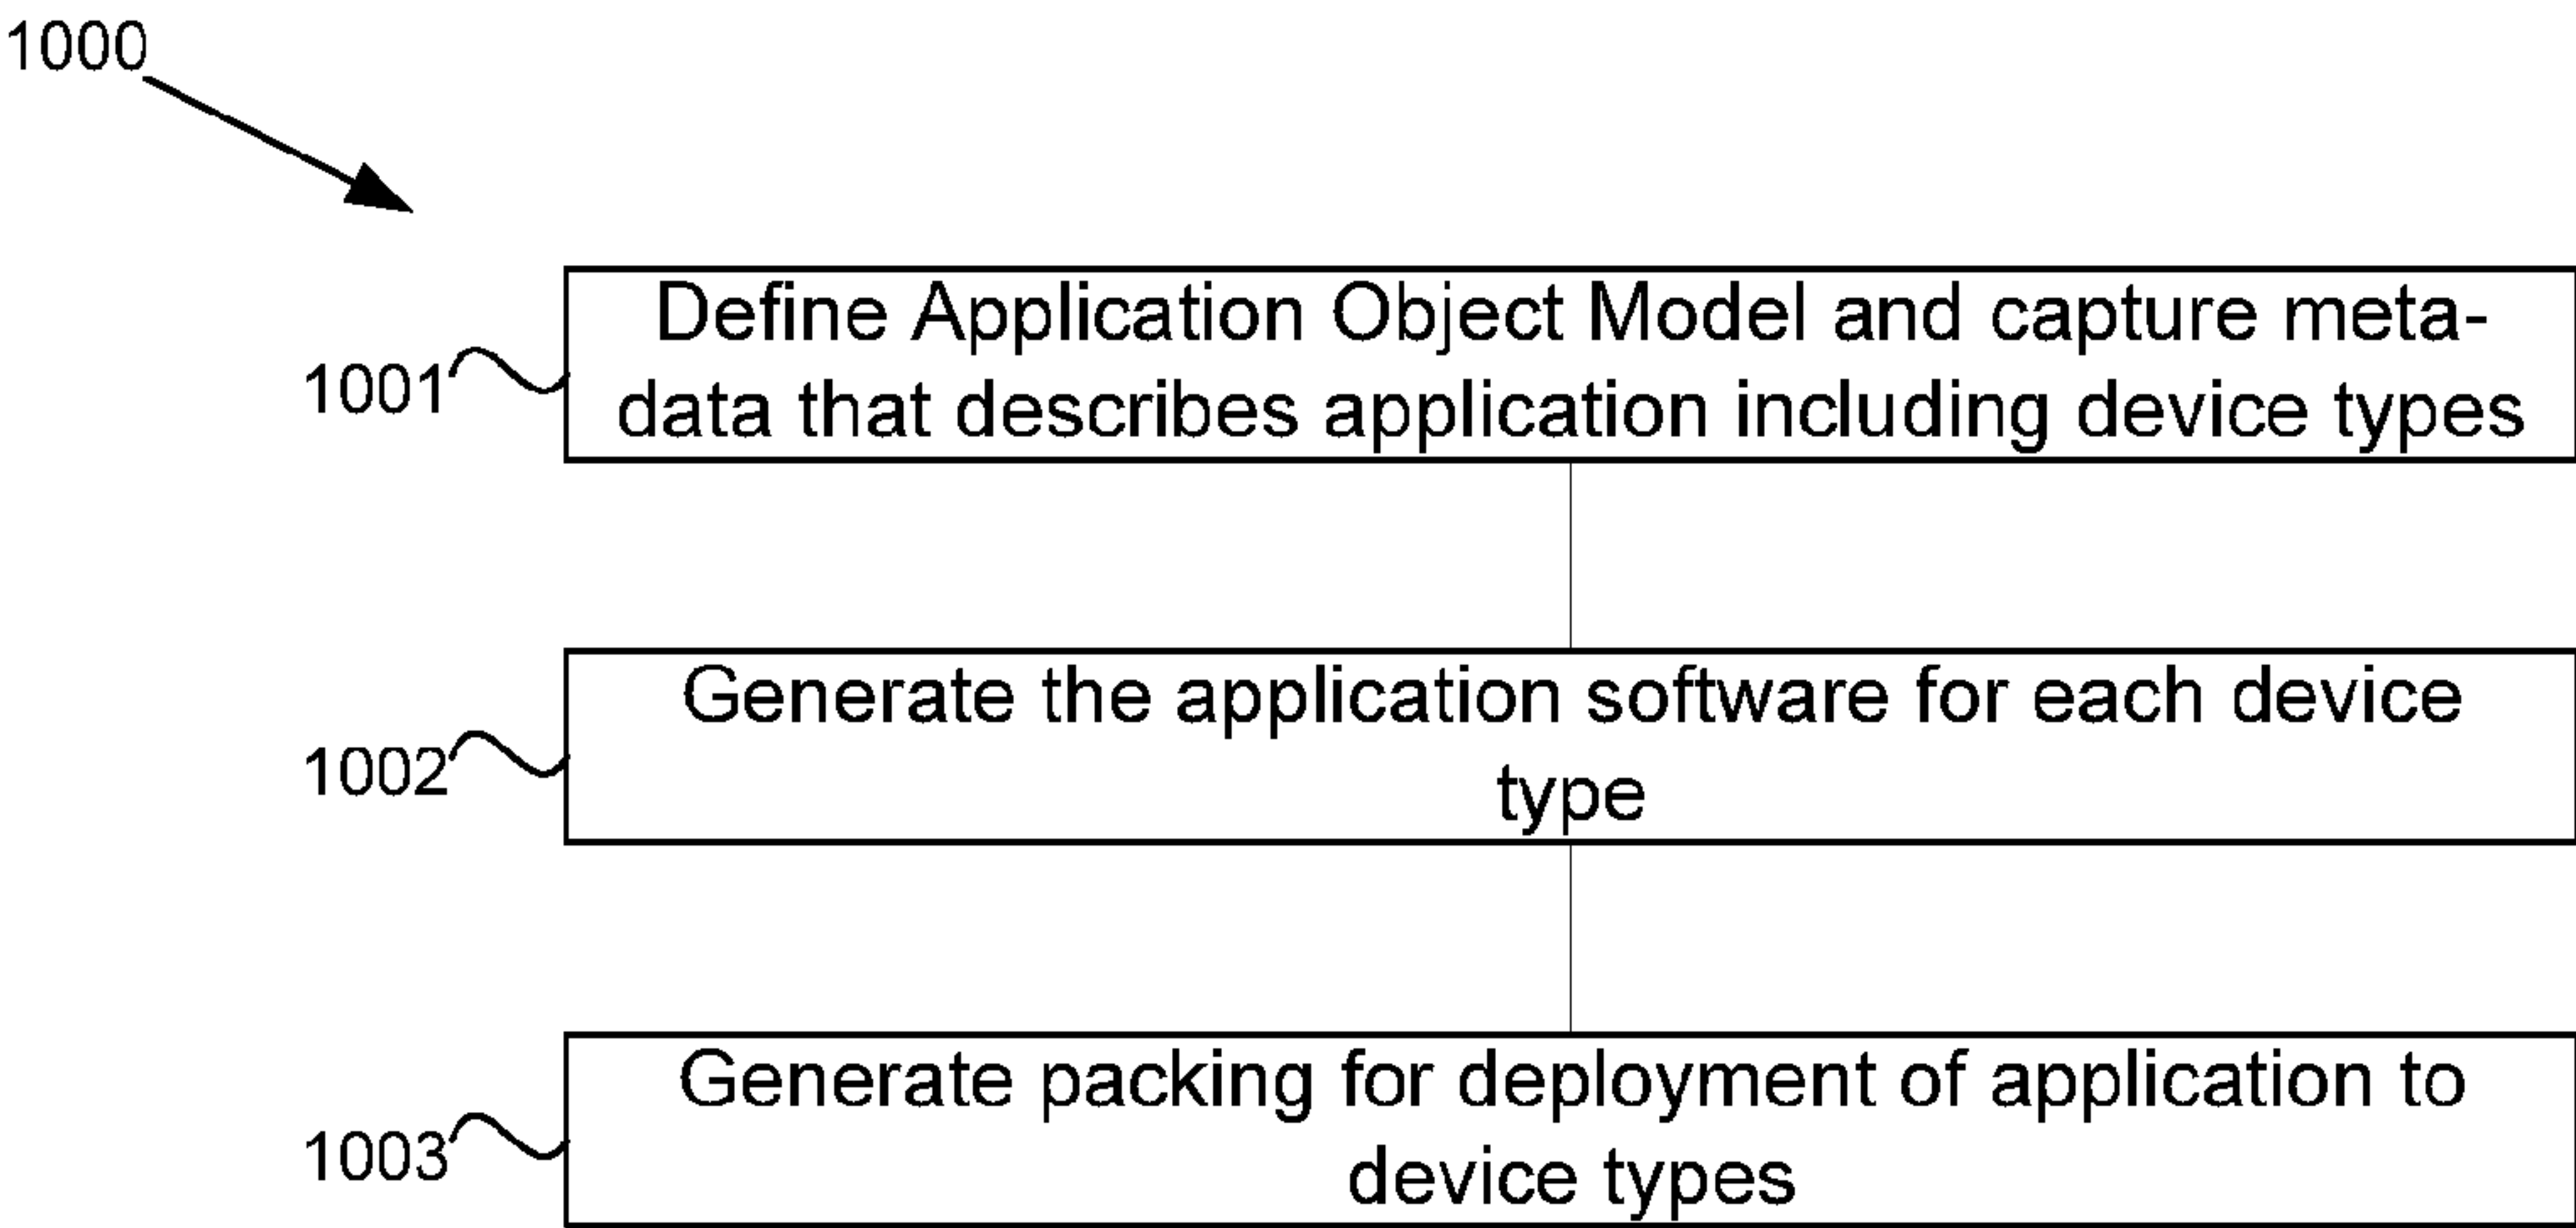 1000
Define Application Object Model and capture meta-
1001
data that describes application including device types
Generate the application software for each device
1002
type
Generate packing for deployment of application to
1003
device types